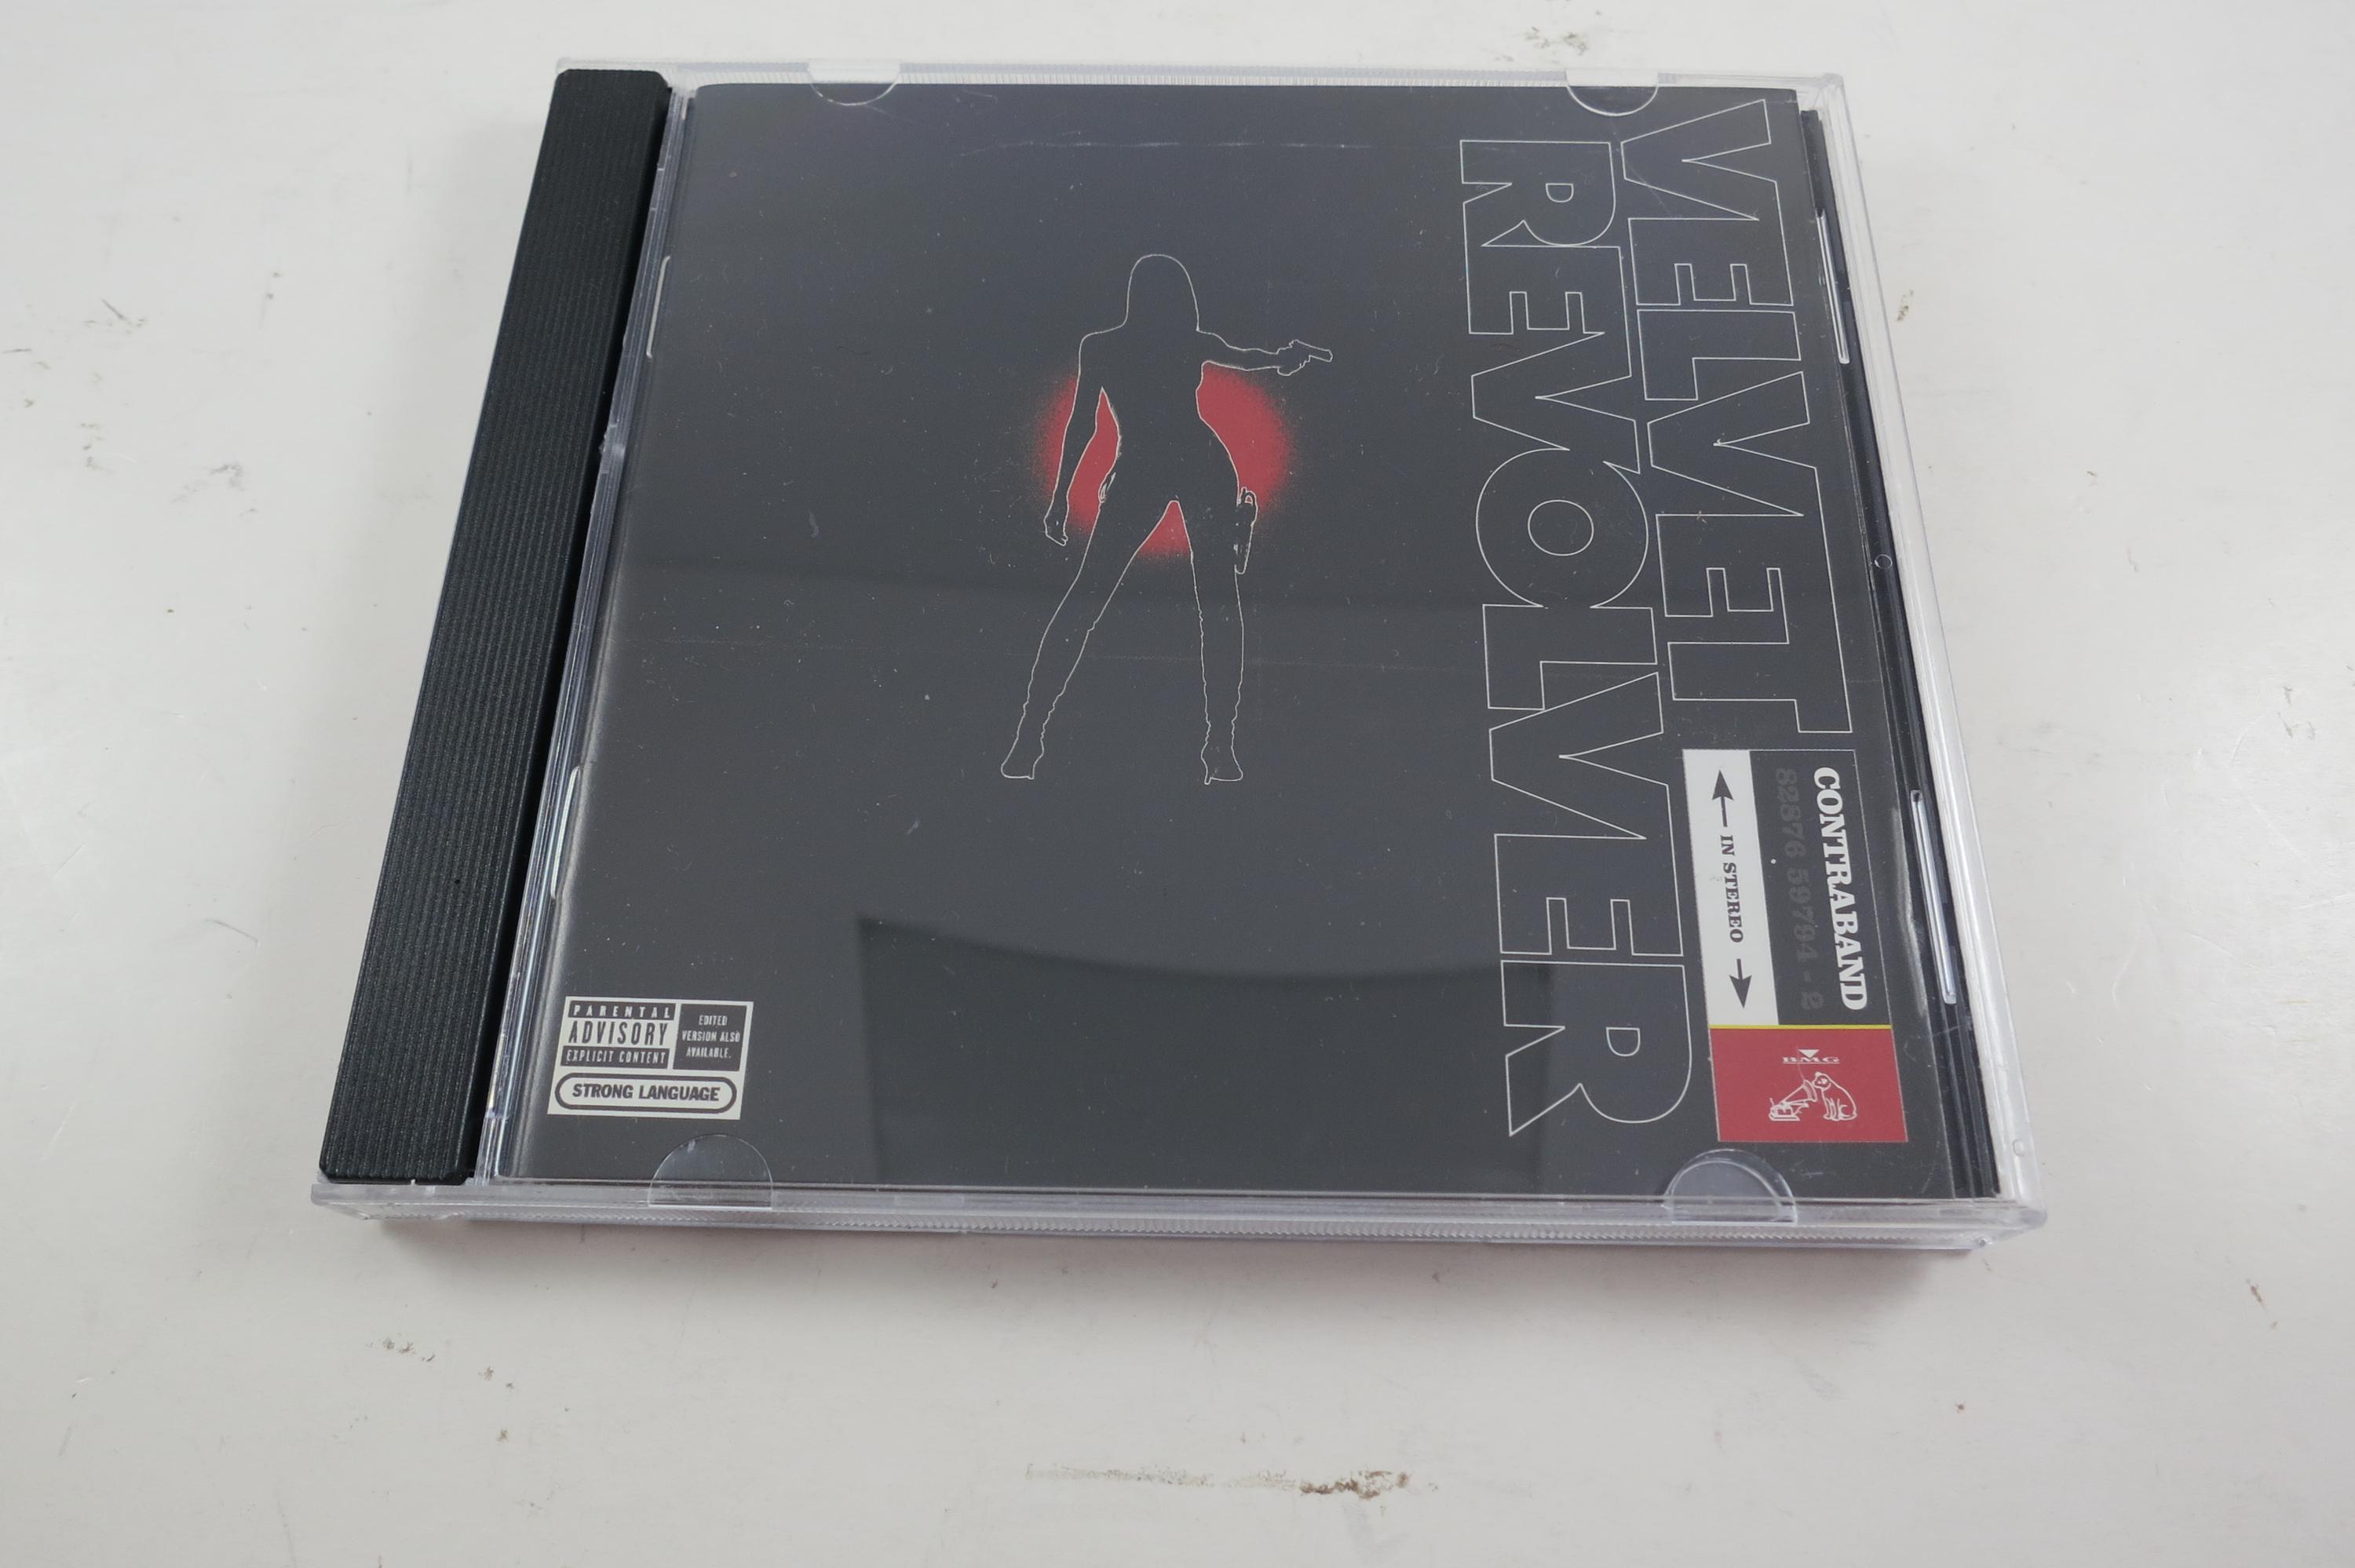 VELVET
REVOLVER
CONTRABAND
82876 59794 - 2
IN STEREO
BMG
PARENTAL
ADVISORY
EXPLICIT CONTENT
EDITED
VERSION ALSO
AVAILABLE.
STRONG LANGUAGE